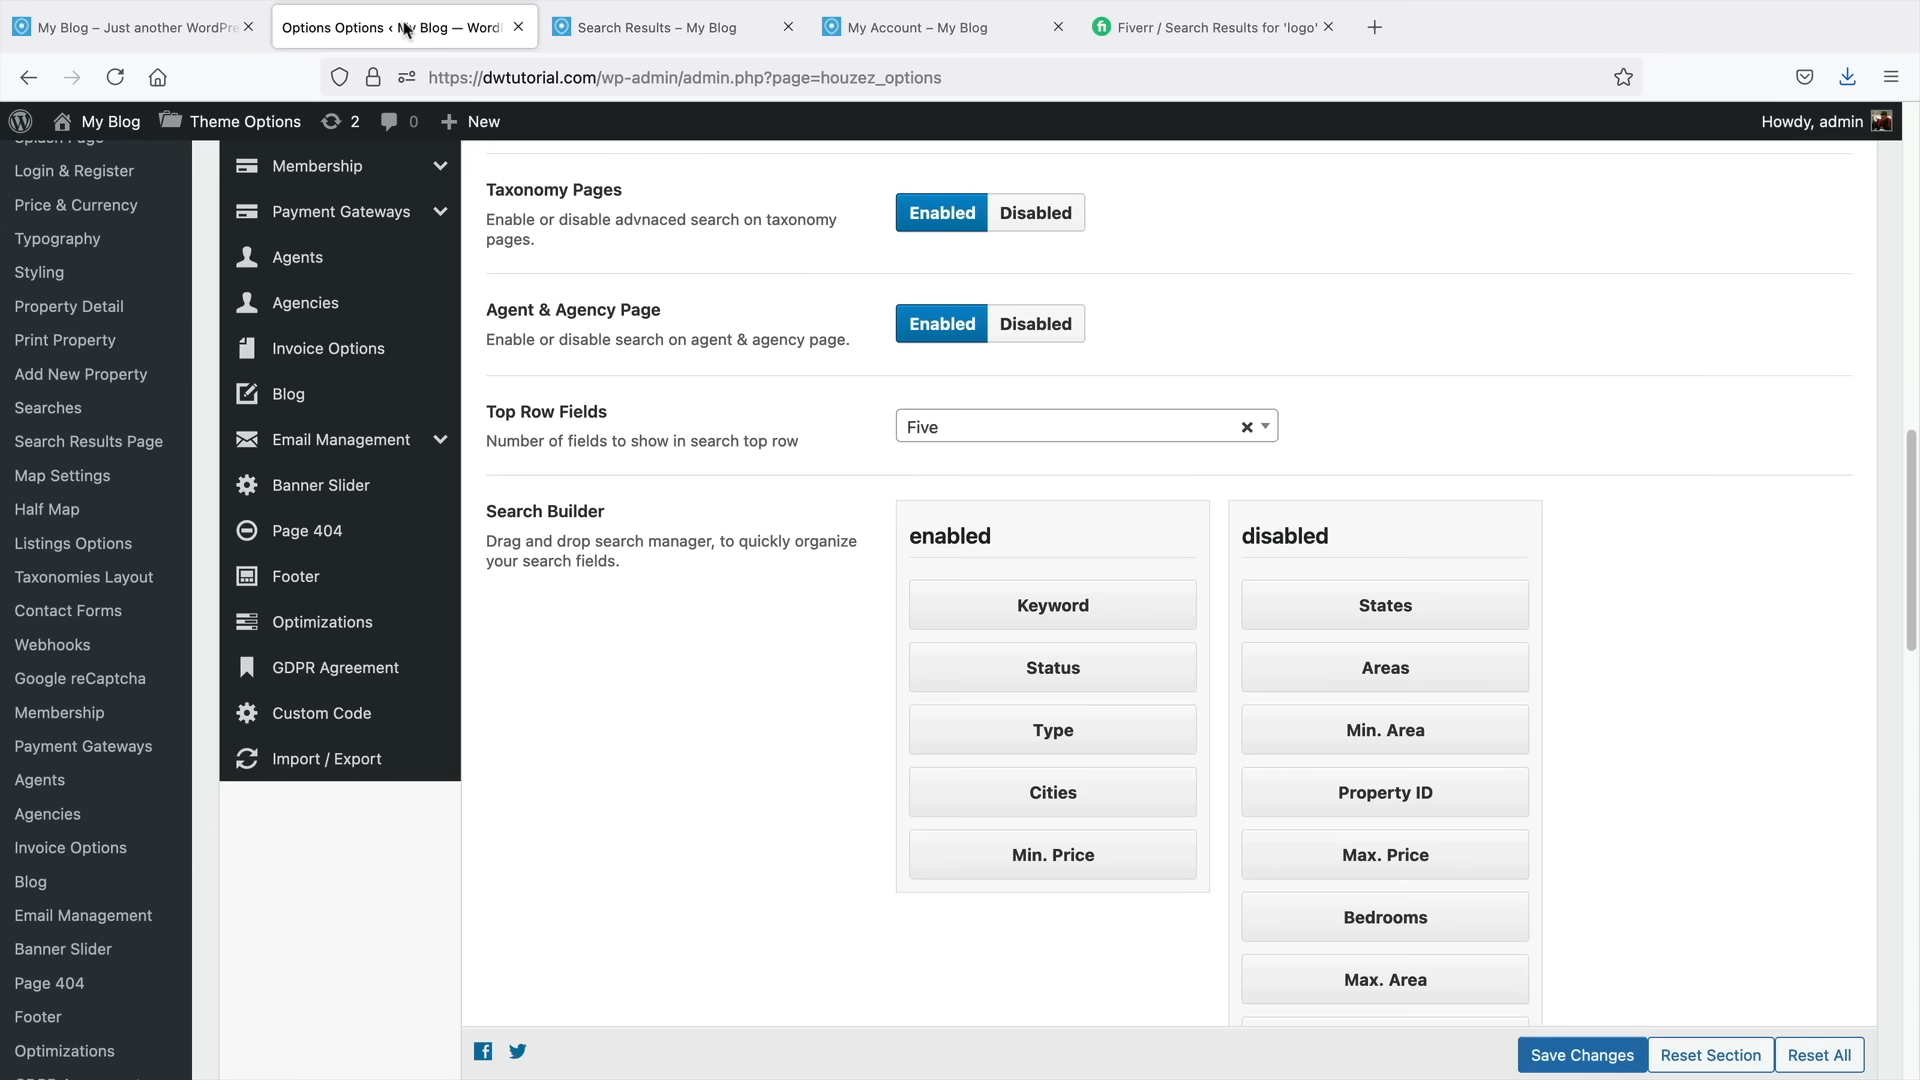 My Blog – Just another WordPre
Options Options ‹ My Blog — Word
Search Results – My Blog
My Account – My Blog
Fiverr / Search Results for 'logo'
https://dwtutorial.com/wp-admin/admin.php?page=houzez_options
My Blog
Theme Options
2
0
New
Howdy, admin
Splash Page
Login & Register
Price & Currency
Typography
Styling
Property Detail
Print Property
Add New Property
Searches
Search Results Page
Map Settings
Half Map
Listings Options
Taxonomies Layout
Contact Forms
Webhooks
Google reCaptcha
Membership
Payment Gateways
Agents
Agencies
Invoice Options
Blog
Email Management
Banner Slider
Page 404
Footer
Optimizations
Membership
Payment Gateways
Agents
Agencies
Invoice Options
Blog
Email Management
Banner Slider
Page 404
Footer
Optimizations
GDPR Agreement
Custom Code
Import / Export
Taxonomy Pages
Enable or disable advnaced search on taxonomy
pages.
Enabled
Disabled
Agent & Agency Page
Enable or disable search on agent & agency page.
Enabled
Disabled
Top Row Fields
Number of fields to show in search top row
Five
Search Builder
Drag and drop search manager, to quickly organize
your search fields.
enabled
Keyword
Status
Type
Cities
Min. Price
disabled
States
Areas
Min. Area
Property ID
Max. Price
Bedrooms
Max. Area
Save Changes
Reset Section
Reset All